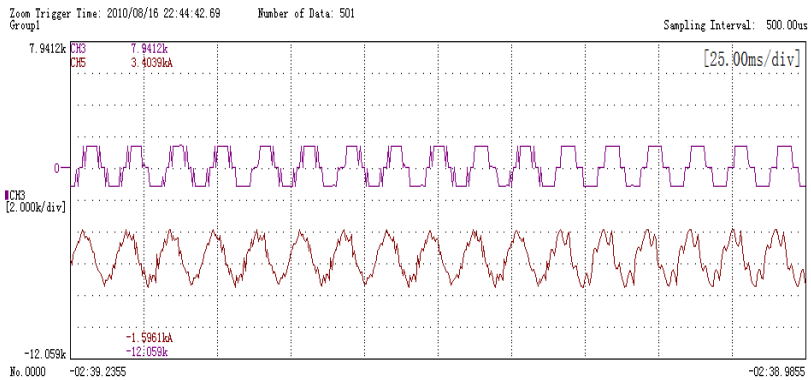 Zoom Trigger Time: 2010/08/16 22:44:42.69 Number of Data: 501
Group1 Sampling Interval: 500.00us
7.9412k CH3 7.9412k
CH5 3.4039kA
[25.00ms/div]
0
CH3
[2.000k/div]
-1.5961kA
-12.059k -12.059k
No.0000 -02:39.2355 -02:38.9855